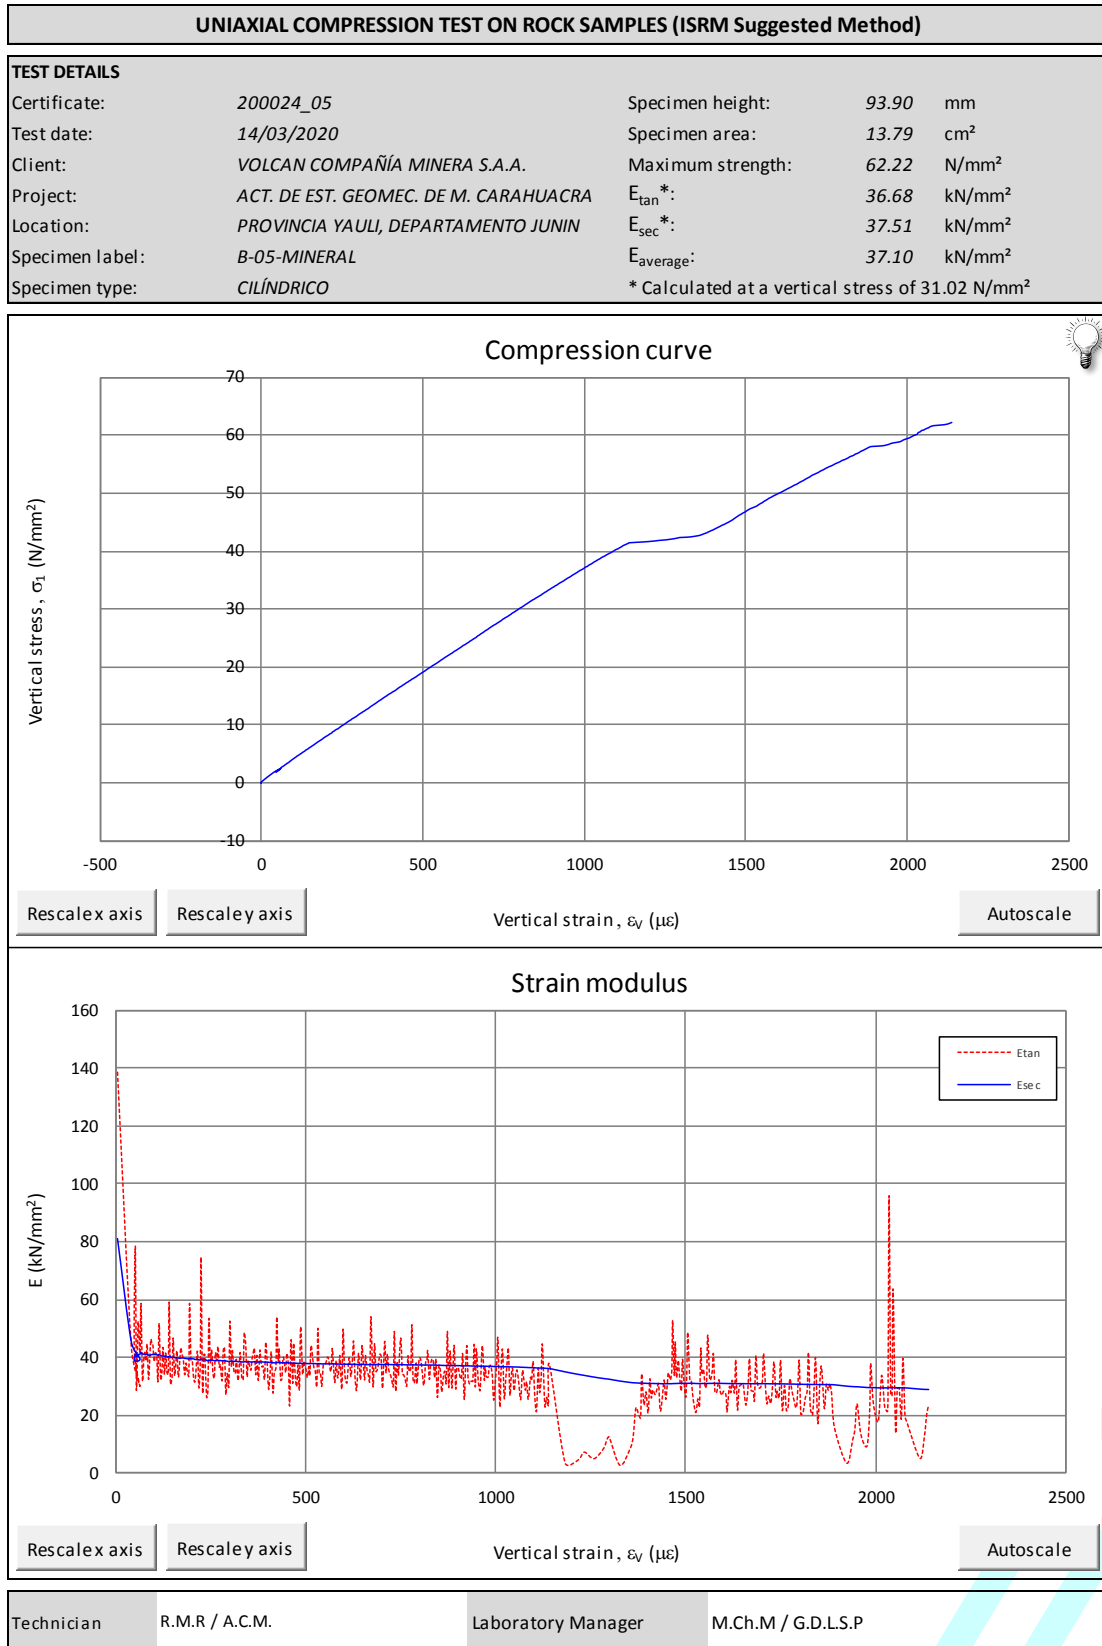 UNIAXIAL COMPRESSION TEST ON ROCK SAMPLES (ISRM Suggested Method)
TEST DETAILS
Certificate: 200024_05 Specimen height: 93.90 mm
Test date: 14/03/2020 Specimen area: 13.79 cm²
Client: VOLCAN COMPAÑÍA MINERA S.A.A. Maximum strength: 62.22 N/mm²
Project: ACT. DE EST. GEOMEC. DE M. CARAHUACRA Etan*: 36.68 kN/mm²
Location: PROVINCIA YAULI, DEPARTAMENTO JUNIN Esec*: 37.51 kN/mm²
Specimen label: B-05-MINERAL Eaverage: 37.10 kN/mm²
Specimen type: CILÍNDRICO * Calculated at a vertical stress of 31.02 N/mm²
Compression curve
70
60
50
40
30
20
10
0
-10
Vertical stress, σ1 (N/mm²)
-500 0 500 1000 1500 2000 2500
Rescale x axis Rescale y axis Vertical strain, εv (με) Autoscale
Strain modulus
160
140
120
100
80
60
40
20
0
E (kN/mm²)
Etan
Esec
0 500 1000 1500 2000 2500
Rescale x axis Rescale y axis Vertical strain, εv (με) Autoscale
Technician R.M.R / A.C.M. Laboratory Manager M.Ch.M / G.D.L.S.P